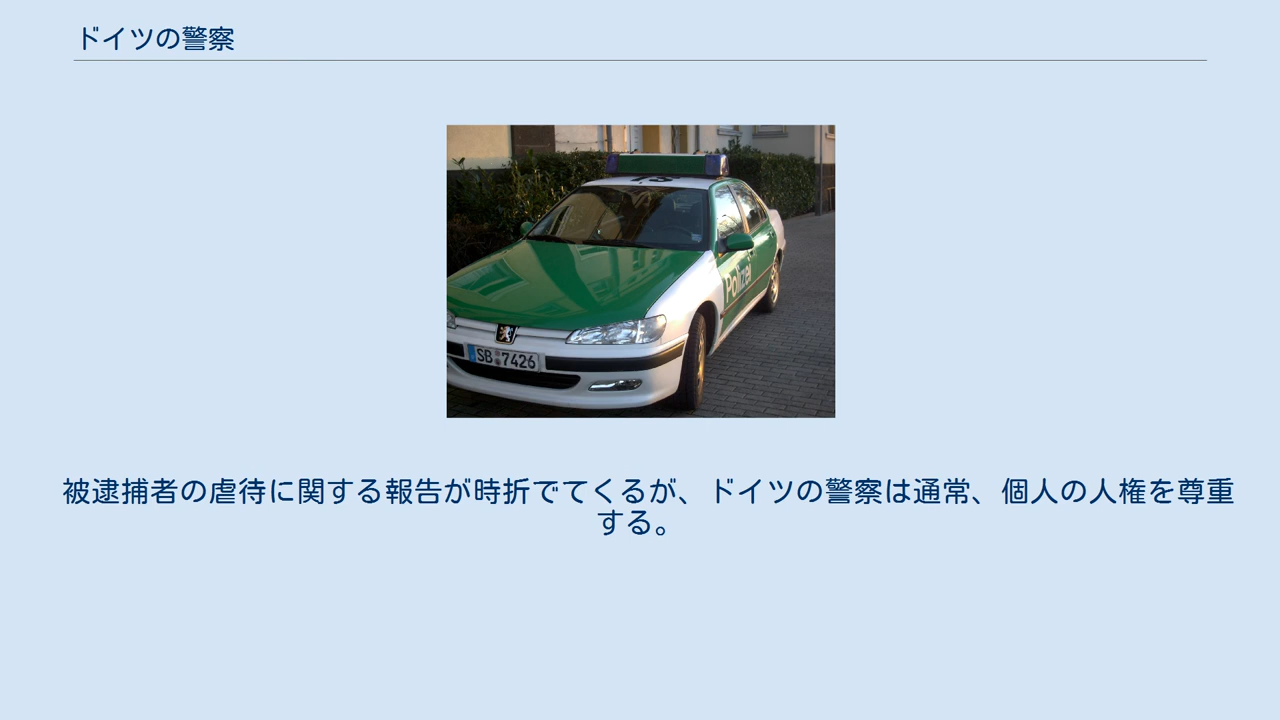 ドイツの警察
Polizei
SB 7426
被逮捕者の虐待に関する報告が時折でてくるが、ドイツの警察は通常、個人の人権を尊重
する。